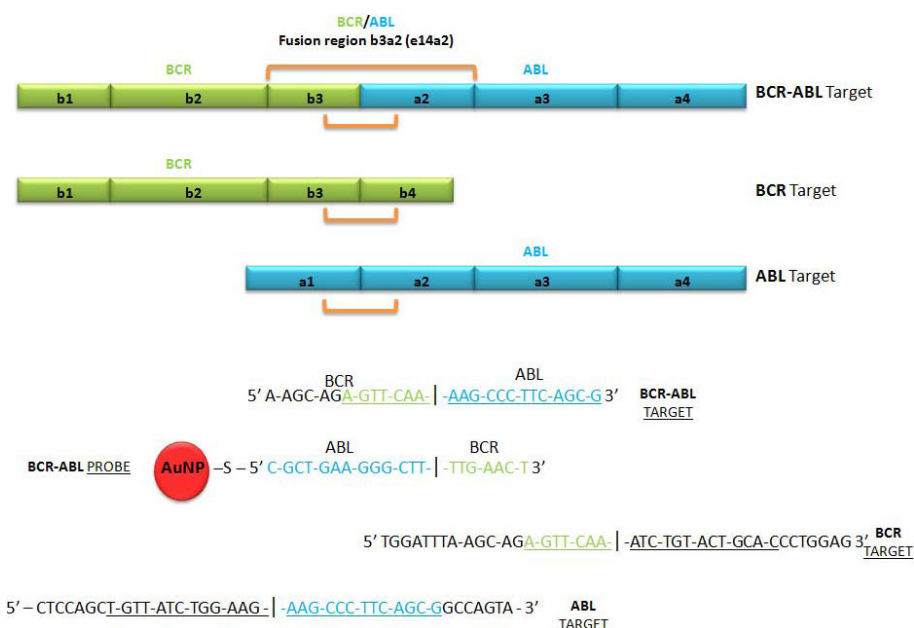 BCR/ABL
Fusion region b3a2 (e14a2)
BCR ABL
b1 b2 b3 a2 a3 a4 BCR-ABL Target
BCR
b1 b2 b3 b4 BCR Target
ABL
a1 a2 a3 a4 ABL Target
BCR ABL
5' A-AGC-AGA-GTT-CAA-|-AAG-CCC-TTC-AGC-G 3' BCR-ABL
TARGET
ABL BCR
BCR-ABL PROBE AuNP –S – 5' C-GCT-GAA-GGG-CTT-|-TTG-AAC-T 3'
5' TGGATTTA-AGC-AGA-GTT-CAA-|-ATC-TGT-ACT-GCA-CCCTGGAG 3' BCR
TARGET
5' – CTCCAGCT-GTT-ATC-TGG-AAG -|-AAG-CCC-TTC-AGC-GGCCAGTA - 3' ABL
TARGET